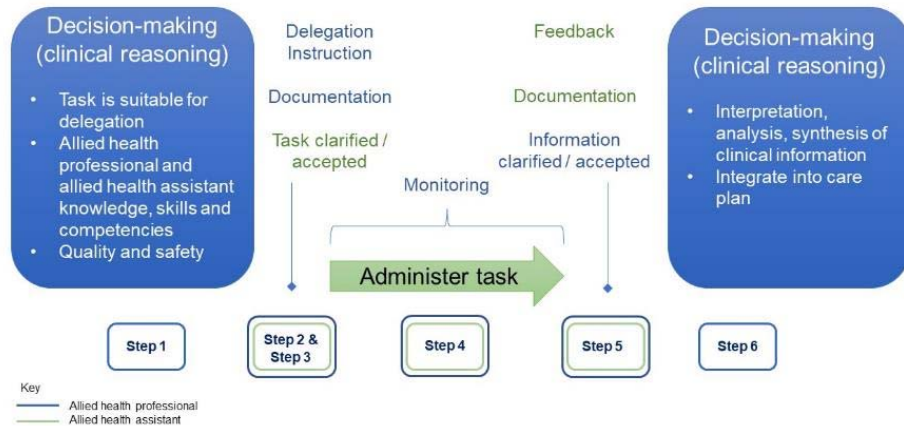 Decision-making
(clinical reasoning)
• Task is suitable for
delegation
• Allied health
professional and
allied health assistant
knowledge, skills and
competencies
• Quality and safety
Delegation
Instruction
Documentation
Task clarified /
accepted
Monitoring
Administer task
Feedback
Documentation
Information
clarified / accepted
Decision-making
(clinical reasoning)
• Interpretation,
analysis, synthesis of
clinical information
• Integrate into care
plan
Step 1
Step 2 &
Step 3
Step 4
Step 5
Step 6
Key
Allied health professional
Allied health assistant